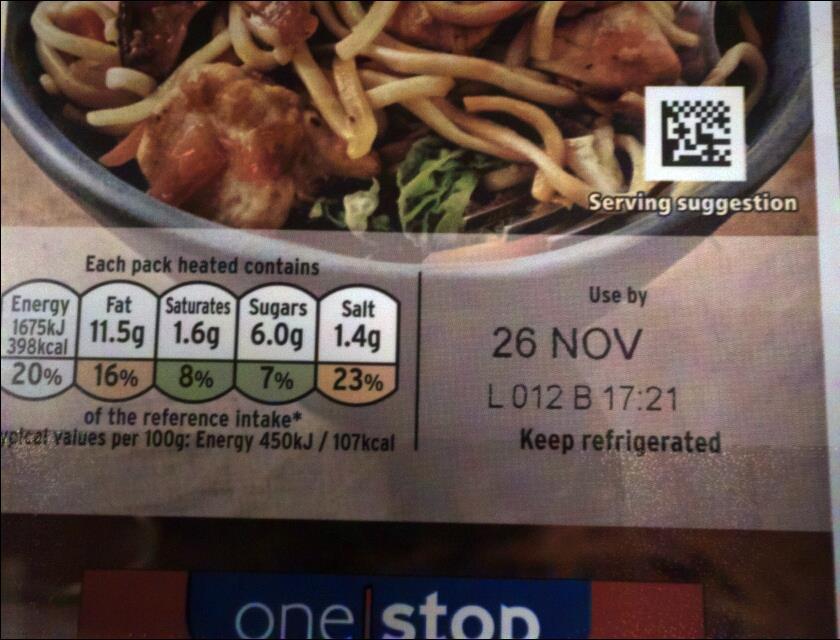 Serving suggestion
Each pack heated contains
Energy 1675kJ 398kcal 20%
Fat 11.5g 16%
Saturates 1.6g 8%
Sugars 6.0g 7%
Salt 1.4g 23%
of the reference intake*
values per 100g: Energy 450kJ / 107kcal
Use by
26 NOV
L 012 B 17:21
Keep refrigerated
one stop